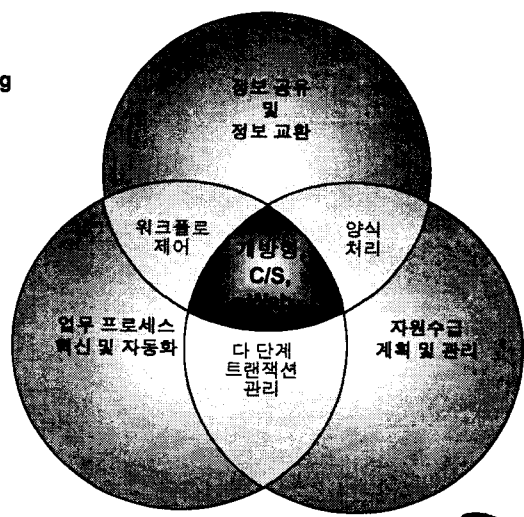 g
정보 공유
및
정보 교환
워크플로
제어
양식
처리
개방형,
C/S,
업무 프로세스
혁신 및 자동화
자원수급
계획 및 관리
다 단계
트랜잭션
관리